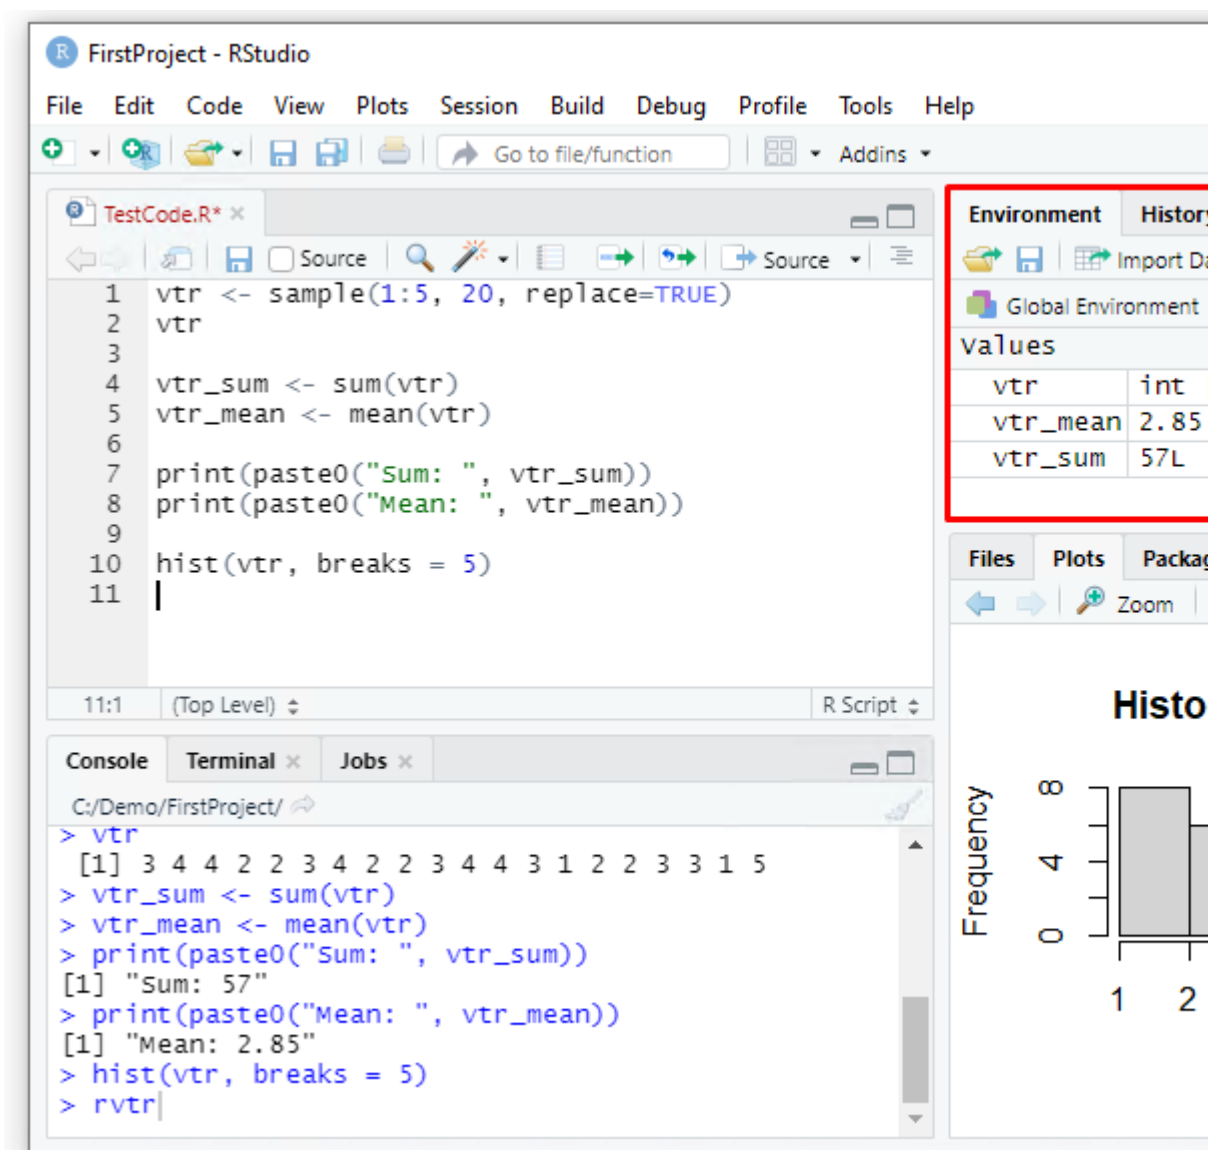 FirstProject - RStudio
File Edit Code View Plots Session Build Debug Profile Tools Help
Go to file/function Addins
TestCode.R*
Source Source
1 vtr <- sample(1:5, 20, replace=TRUE)
2 vtr
3
4 vtr_sum <- sum(vtr)
5 vtr_mean <- mean(vtr)
6
7 print(paste0("Sum: ", vtr_sum))
8 print(paste0("Mean: ", vtr_mean))
9
10 hist(vtr, breaks = 5)
11
11:1 (Top Level) R Script
Console Terminal Jobs
C:/Demo/FirstProject/
> vtr
[1] 3 4 4 2 2 3 4 2 2 3 4 4 3 1 2 2 3 3 1 5
> vtr_sum <- sum(vtr)
> vtr_mean <- mean(vtr)
> print(paste0("Sum: ", vtr_sum))
[1] "Sum: 57"
> print(paste0("Mean: ", vtr_mean))
[1] "Mean: 2.85"
> hist(vtr, breaks = 5)
> rvtr
Environment History
Import Da
Global Environment
Values
vtr int
vtr_mean 2.85
vtr_sum 57L
Files Plots Packag
Zoom
Histo
Frequency
8
4
0
1 2